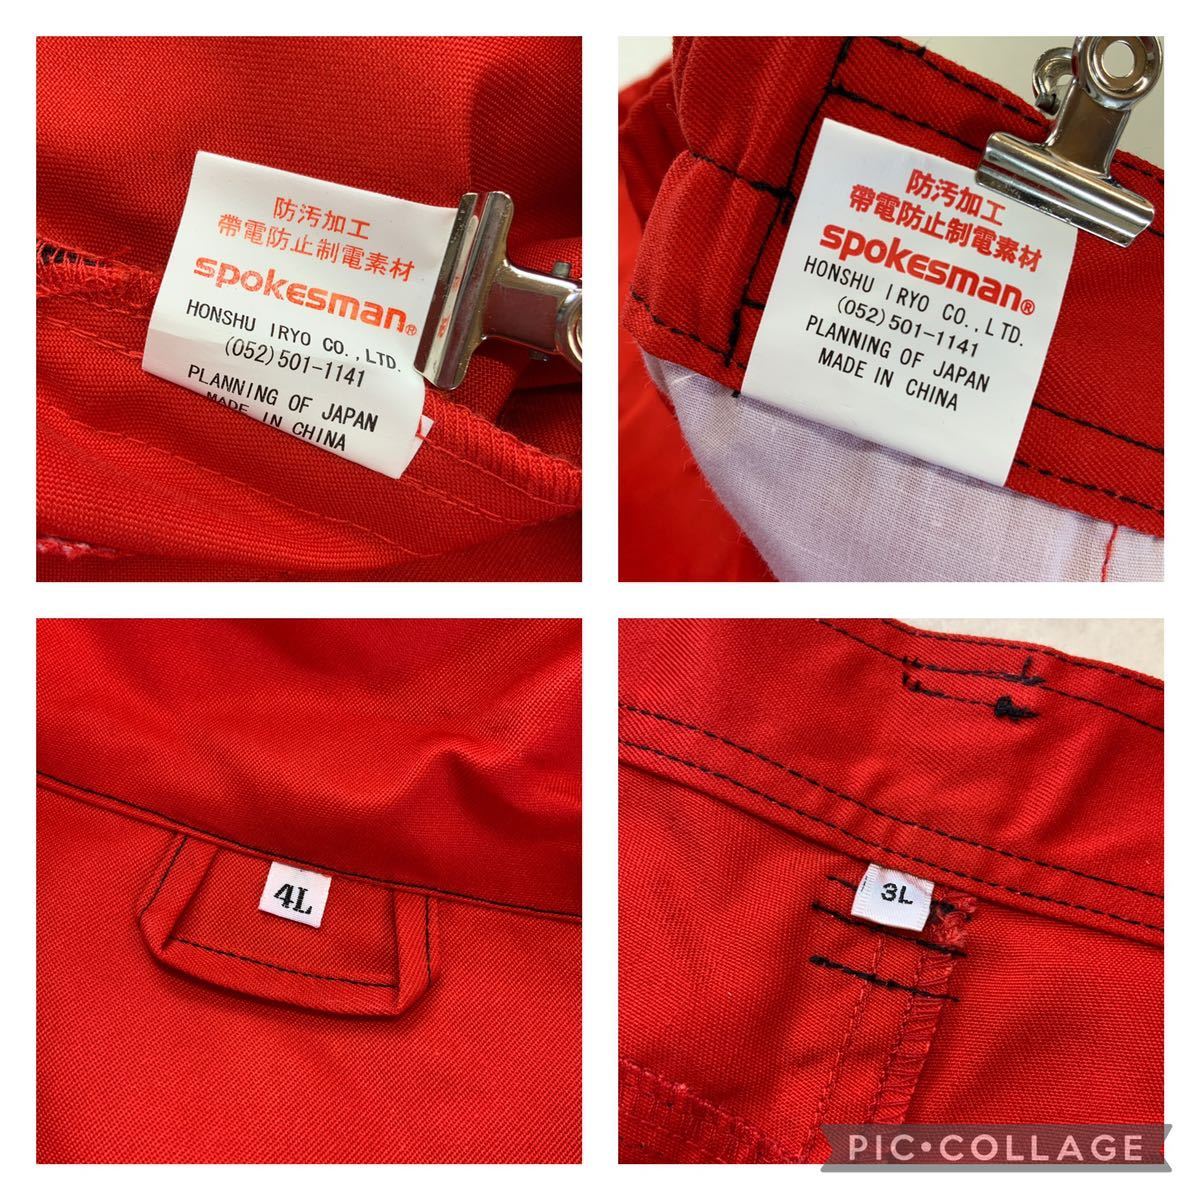 防汚加工
帶電防止制電素材
spokesman®
HONSHU IRYO CO.,LTD.
(052)501-1141
PLANNING OF JAPAN
MADE IN CHINA
防汚加工
帶電防止制電素材
spokesman®
HONSHU IRYO CO.,LTD.
(052)501-1141
PLANNING OF JAPAN
MADE IN CHINA
4L
3L
PIC•COLLAGE